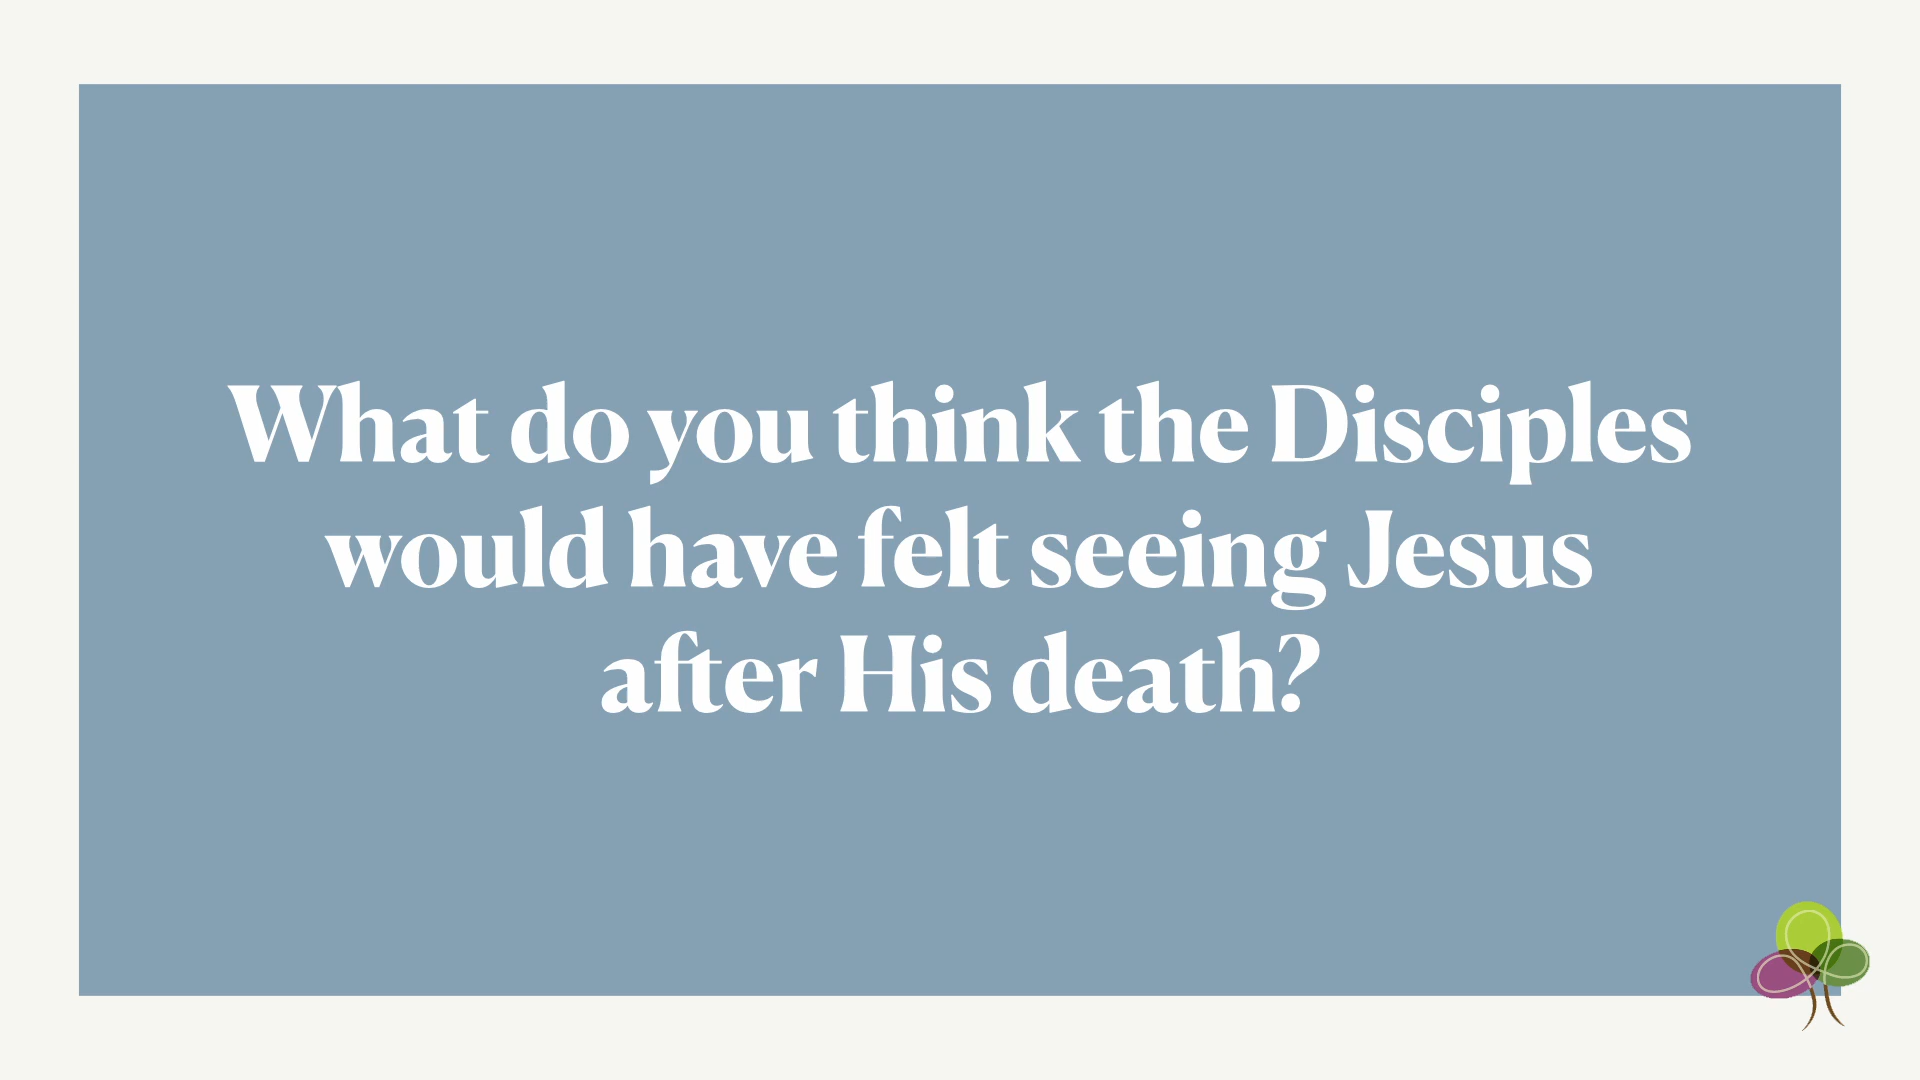 What do you think the Disciples
would have felt seeing Jesus
after His death?